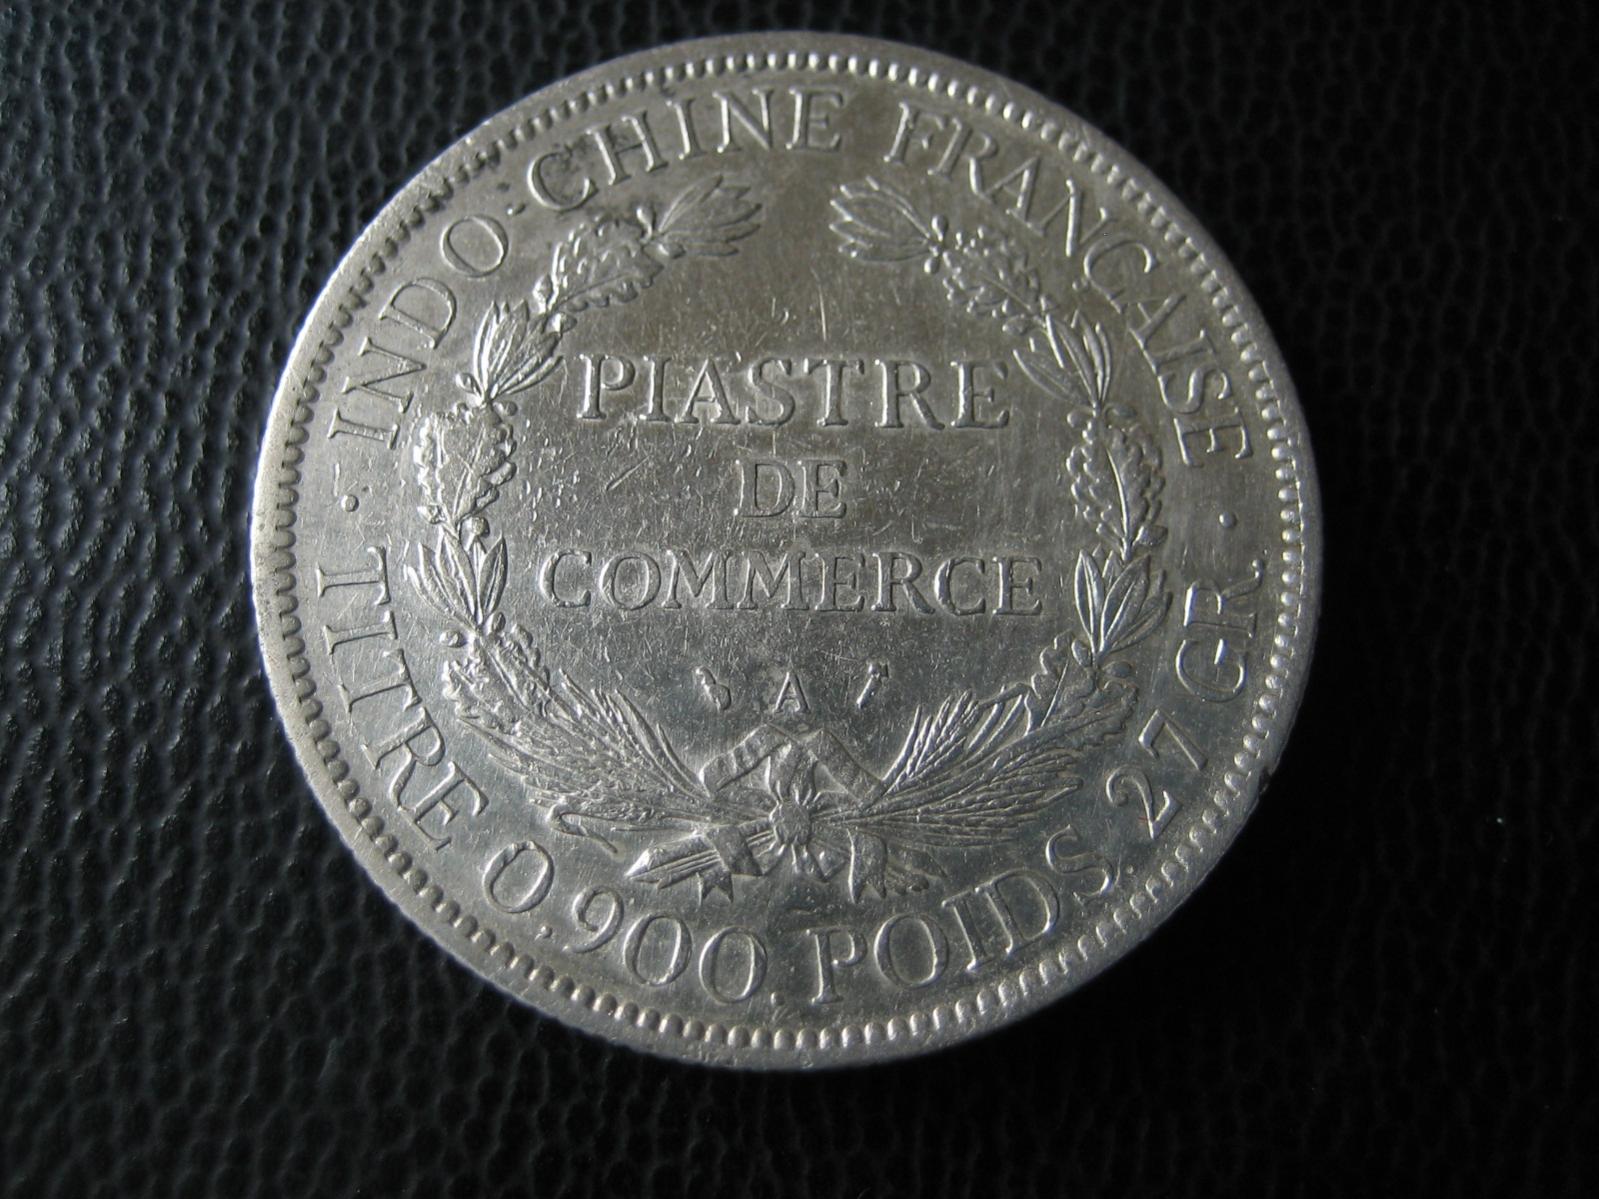 · INDO-CHINE FRANÇAISE ·
PIASTRE
DE
COMMERCE
A
TITRE 0,900. POIDS. 27 GR.